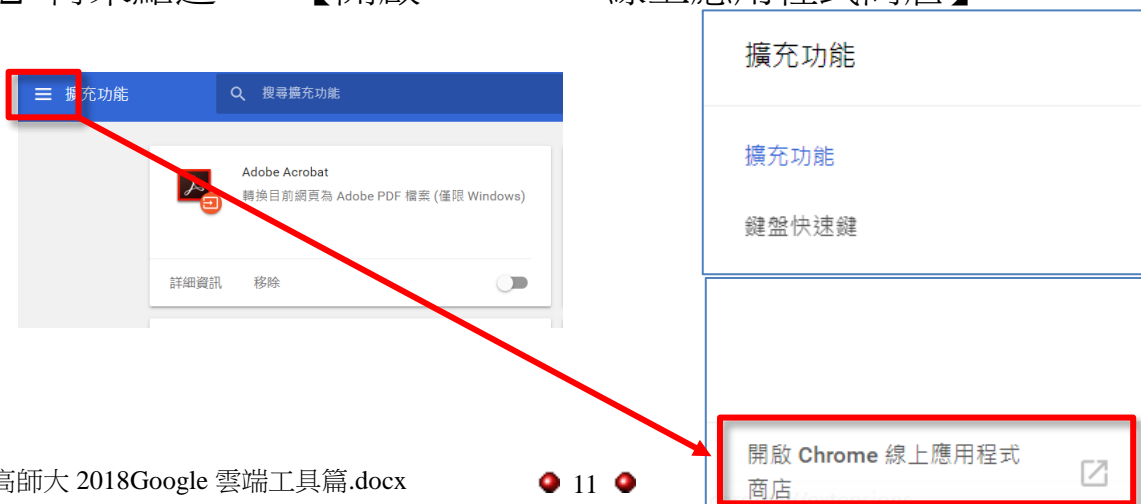 擴充功能
擴充功能
搜尋擴充功能
擴充功能
Adobe Acrobat
轉換目前網頁為 Adobe PDF 檔案 (僅限 Windows)
鍵盤快速鍵
詳細資訊 移除
開啟 Chrome 線上應用程式
商店
高師大 2018Google 雲端工具篇.docx
11